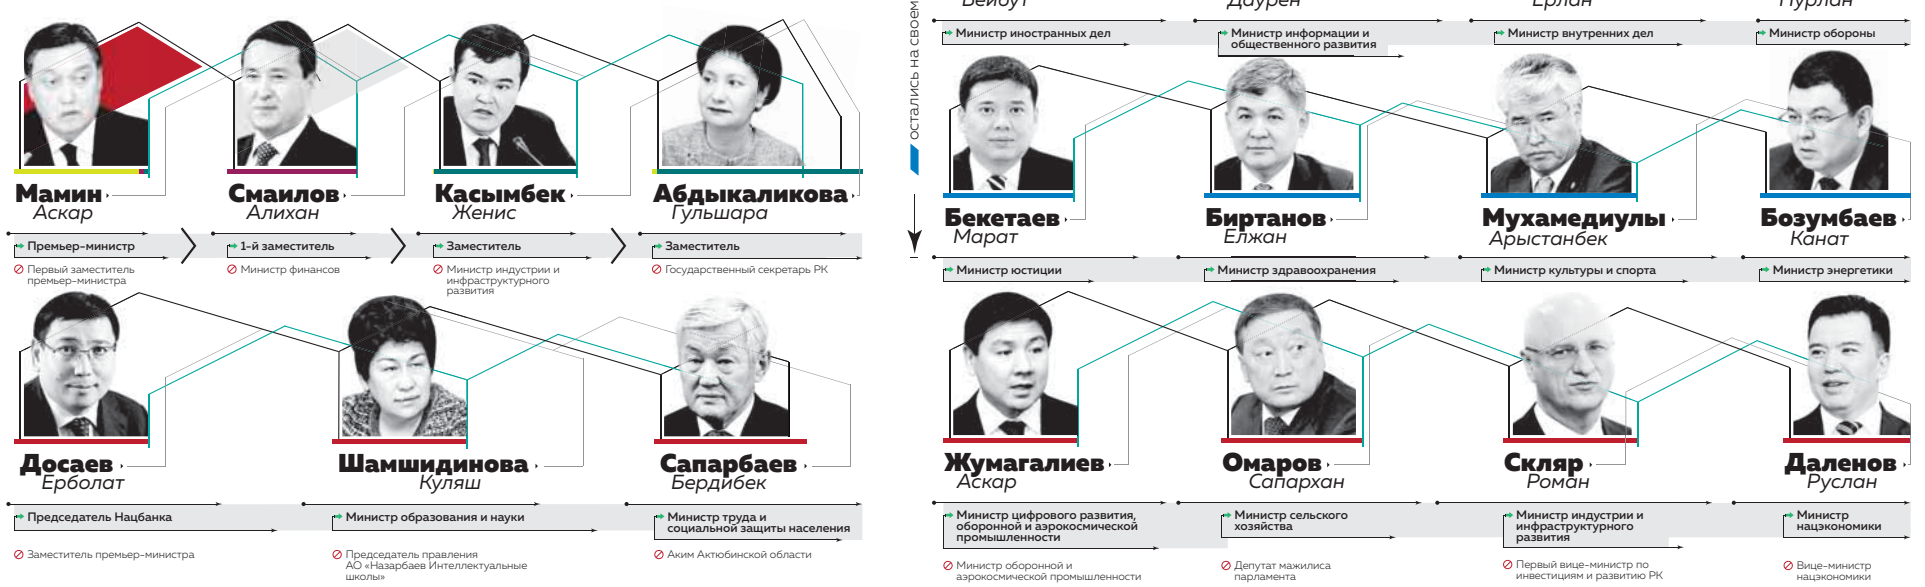 Мамин
Аскар
Премьер-министр
Первый заместитель
премьер-министра
Смаилов
Алихан
1-й заместитель
Министр финансов
Касымбек
Женис
Заместитель
Министр индустрии и
инфраструктурного
развития
Абдыкаликова
Гульшара
Заместитель
Государственный секретарь РК
Досаев
Ерболат
Председатель Нацбанка
Заместитель премьер-министра
Шамшидинова
Куляш
Министр образования и науки
Председатель правления
АО «Назарбаев Интеллектуальные
школы»
Сапарбаев
Бердибек
Министр труда и
социальной защиты населения
Аким Актюбинской области
остались на своем
Бейбут
Министр иностранных дел
Даурен
Министр информации и
общественного развития
Ерлан
Министр внутренних дел
Нурлан
Министр обороны
Бекетаев
Марат
Министр юстиции
Биртанов
Елжан
Министр здравоохранения
Мухамедиулы
Арыстанбек
Министр культуры и спорта
Бозумбаев
Канат
Министр энергетики
Жумагалиев
Аскар
Министр цифрового развития,
оборонной и аэрокосмической
промышленности
Министр оборонной и
аэрокосмической промышленности
Омаров
Сапархан
Министр сельского
хозяйства
Депутат мажилиса
парламента
Скляр
Роман
Министр индустрии и
инфраструктурного
развития
Первый вице-министр по
инвестициям и развитию РК
Даленов
Руслан
Министр
нацэкономики
Вице-министр
нацэкономики